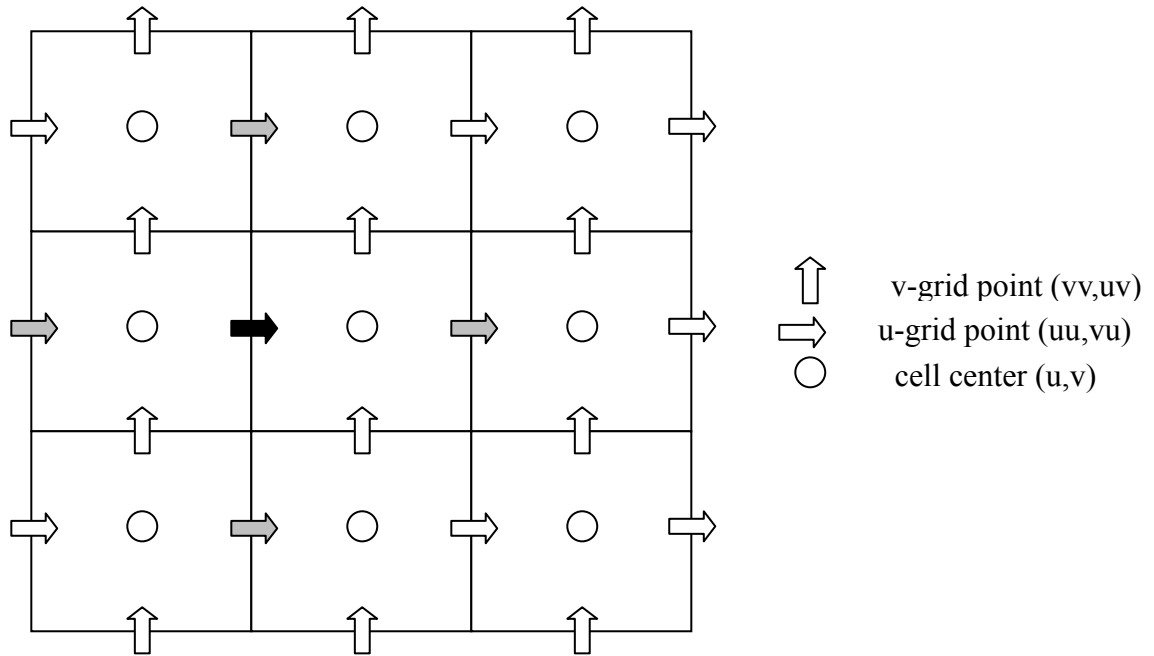 v-grid point (vv,uv)
u-grid point (uu,vu)
cell center (u,v)